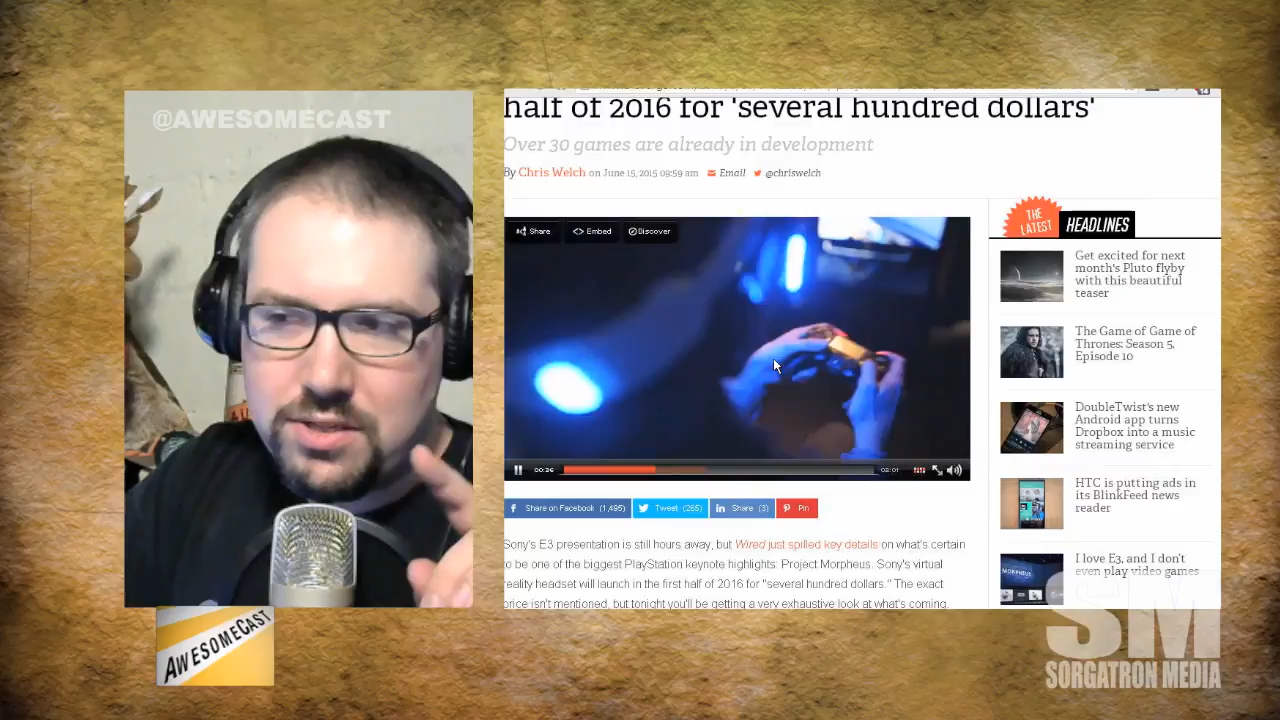 @AWESOMECAST
half of 2016 for 'several hundred dollars'
Over 30 games are already in development
By Chris Welch on June 15, 2015 09:59 am Email @chriswelch
Share
Embed
Discover
00:36
02:01
Share on Facebook (1,495)
Tweet (265)
Share (3)
Pin
Sony's E3 presentation is still hours away, but Wired just spilled key details on what's certain
to be one of the biggest PlayStation keynote highlights: Project Morpheus. Sony's virtual
reality headset will launch in the first half of 2016 for "several hundred dollars." The exact
price isn't mentioned, but tonight you'll be getting a very exhaustive look at what's coming.
THE
LATEST
HEADLINES
Get excited for next
month's Pluto flyby
with this beautiful
teaser
The Game of Game of
Thrones: Season 5,
Episode 10
DoubleTwist's new
Android app turns
Dropbox into a music
streaming service
HTC is putting ads in
its BlinkFeed news
reader
MORPHEUS
I love E3, and I don't
even play video games
AWESOMECAST
SM
SORGATRON MEDIA